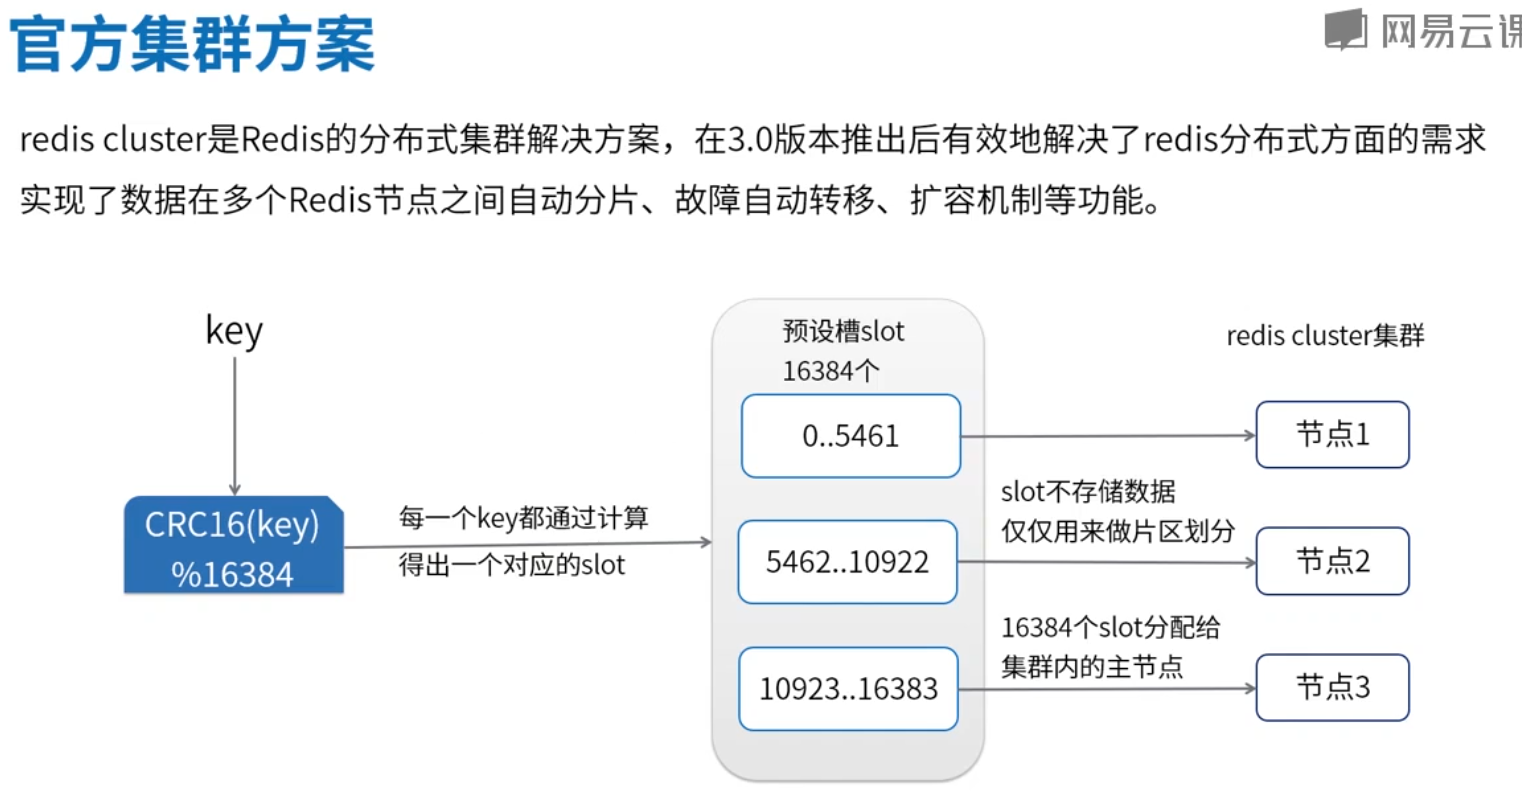 官方集群方案
网易云课
redis cluster是Redis的分布式集群解决方案，在3.0版本推出后有效地解决了redis分布式方面的需求
实现了数据在多个Redis节点之间自动分片、故障自动转移、扩容机制等功能。
key
CRC16(key)
%16384
每一个key都通过计算
得出一个对应的slot
预设槽slot
16384个
0..5461
5462..10922
10923..16383
slot不存储数据
仅仅用来做片区划分
16384个slot分配给
集群内的主节点
redis cluster集群
节点1
节点2
节点3